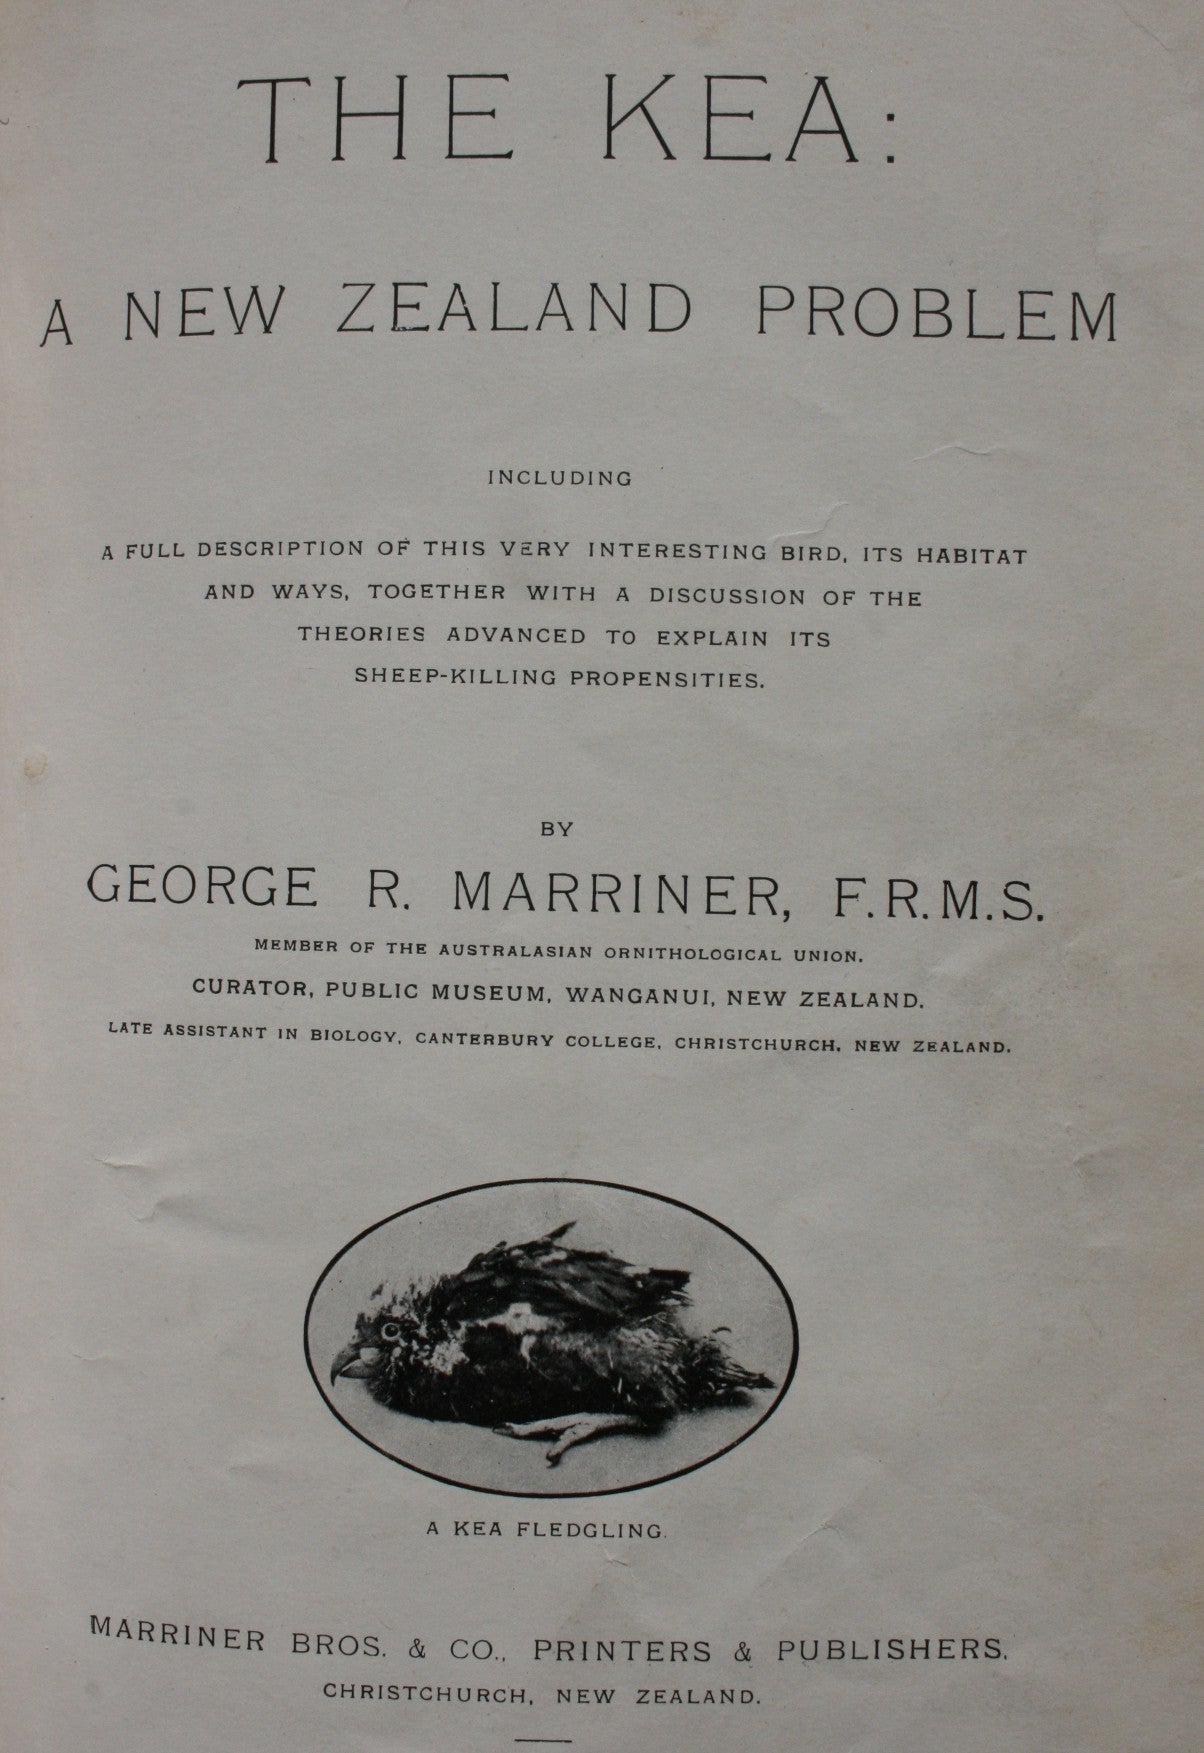 THE KEA:
A NEW ZEALAND PROBLEM
INCLUDING
A FULL DESCRIPTION OF THIS VERY INTERESTING BIRD, ITS HABITAT
AND WAYS, TOGETHER WITH A DISCUSSION OF THE
THEORIES ADVANCED TO EXPLAIN ITS
SHEEP-KILLING PROPENSITIES.
BY
GEORGE R. MARRINER, F.R.M.S.
MEMBER OF THE AUSTRALASIAN ORNITHOLOGICAL UNION.
CURATOR, PUBLIC MUSEUM, WANGANUI, NEW ZEALAND.
LATE ASSISTANT IN BIOLOGY, CANTERBURY COLLEGE, CHRISTCHURCH, NEW ZEALAND.
A KEA FLEDGLING.
MARRINER BROS. & CO., PRINTERS & PUBLISHERS.
CHRISTCHURCH, NEW ZEALAND.